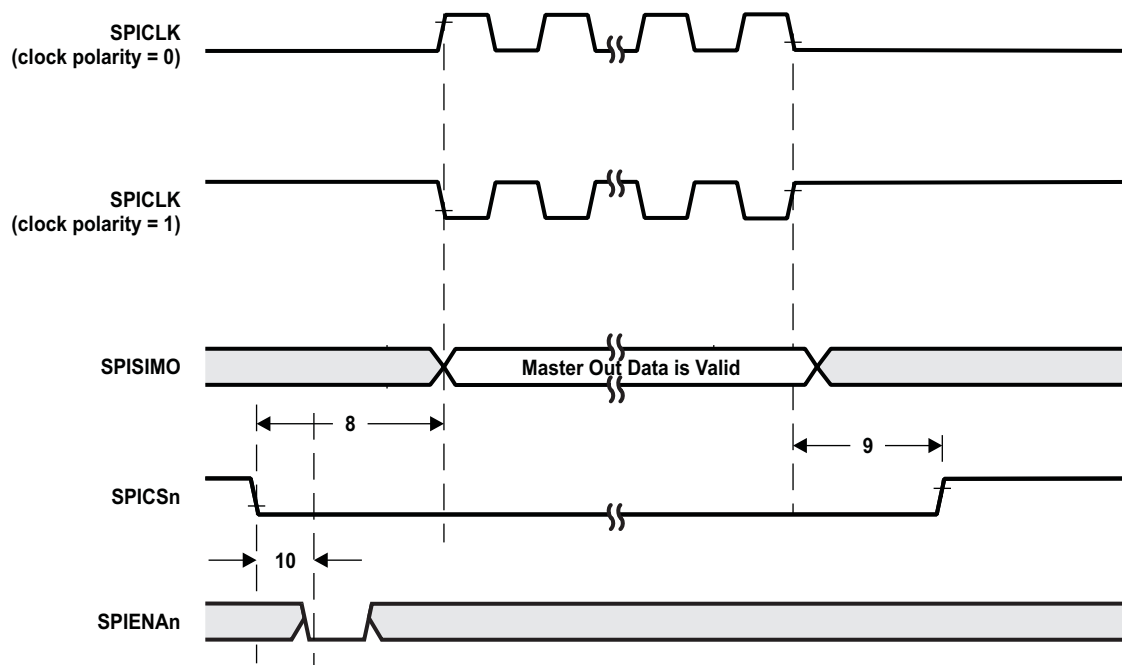 SPICLK
(clock polarity = 0)
SPICLK
(clock polarity = 1)
SPISIMO
Master Out Data is Valid
8
9
SPICSn
10
SPIENAn